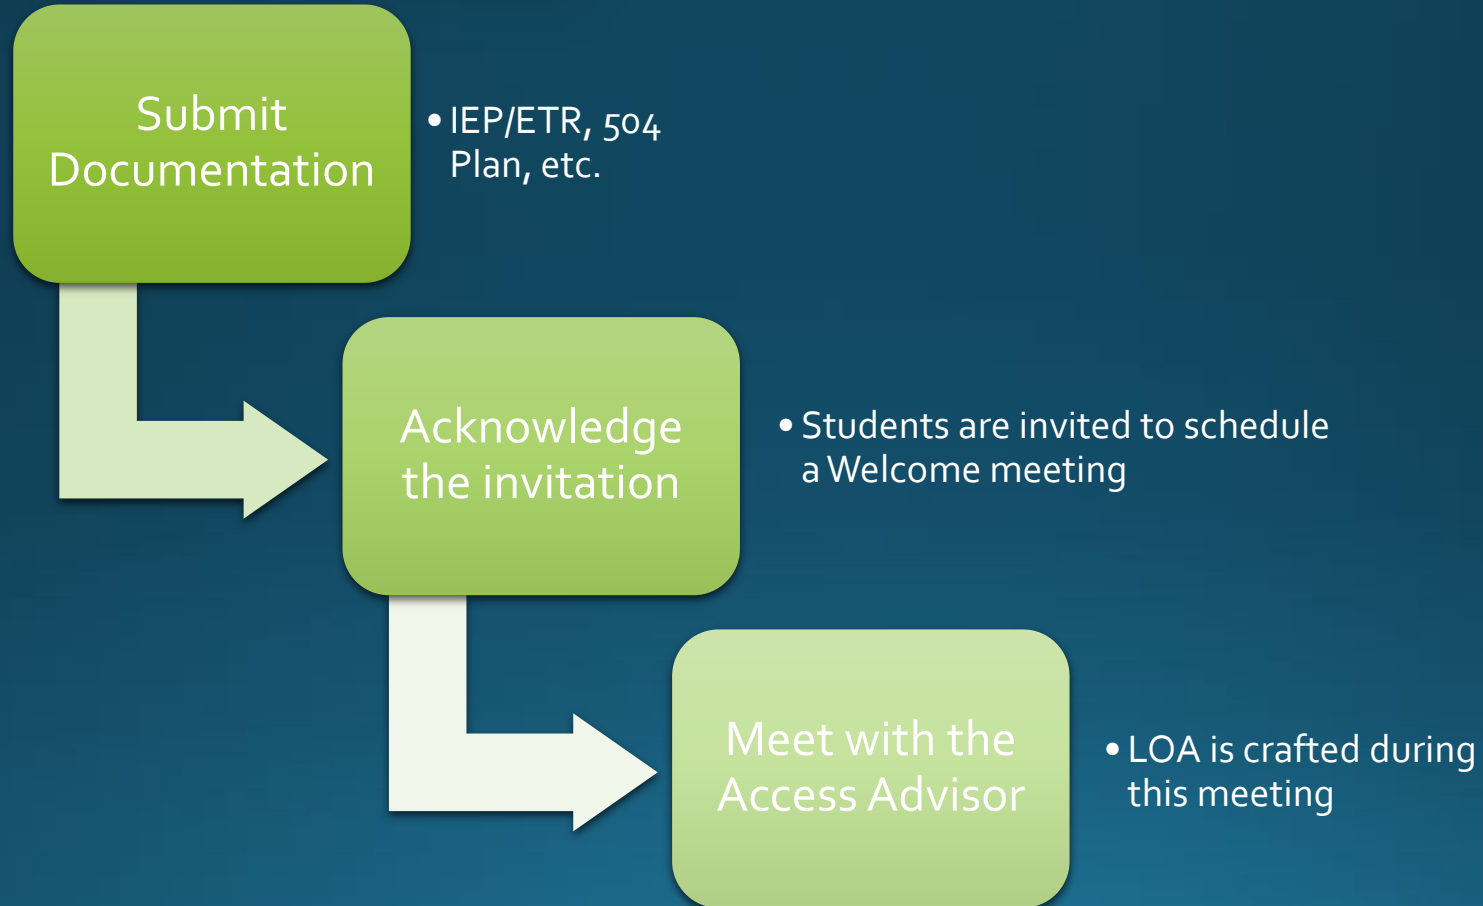 Submit
Documentation
• IEP/ETR, 504
Plan, etc.
Acknowledge
the invitation
• Students are invited to schedule
a Welcome meeting
Meet with the
Access Advisor
• LOA is crafted during
this meeting